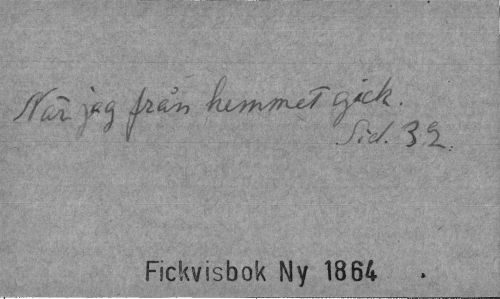 När jag från hemmet gick.
Sid. 32.
Fickvisbok Ny 1864.